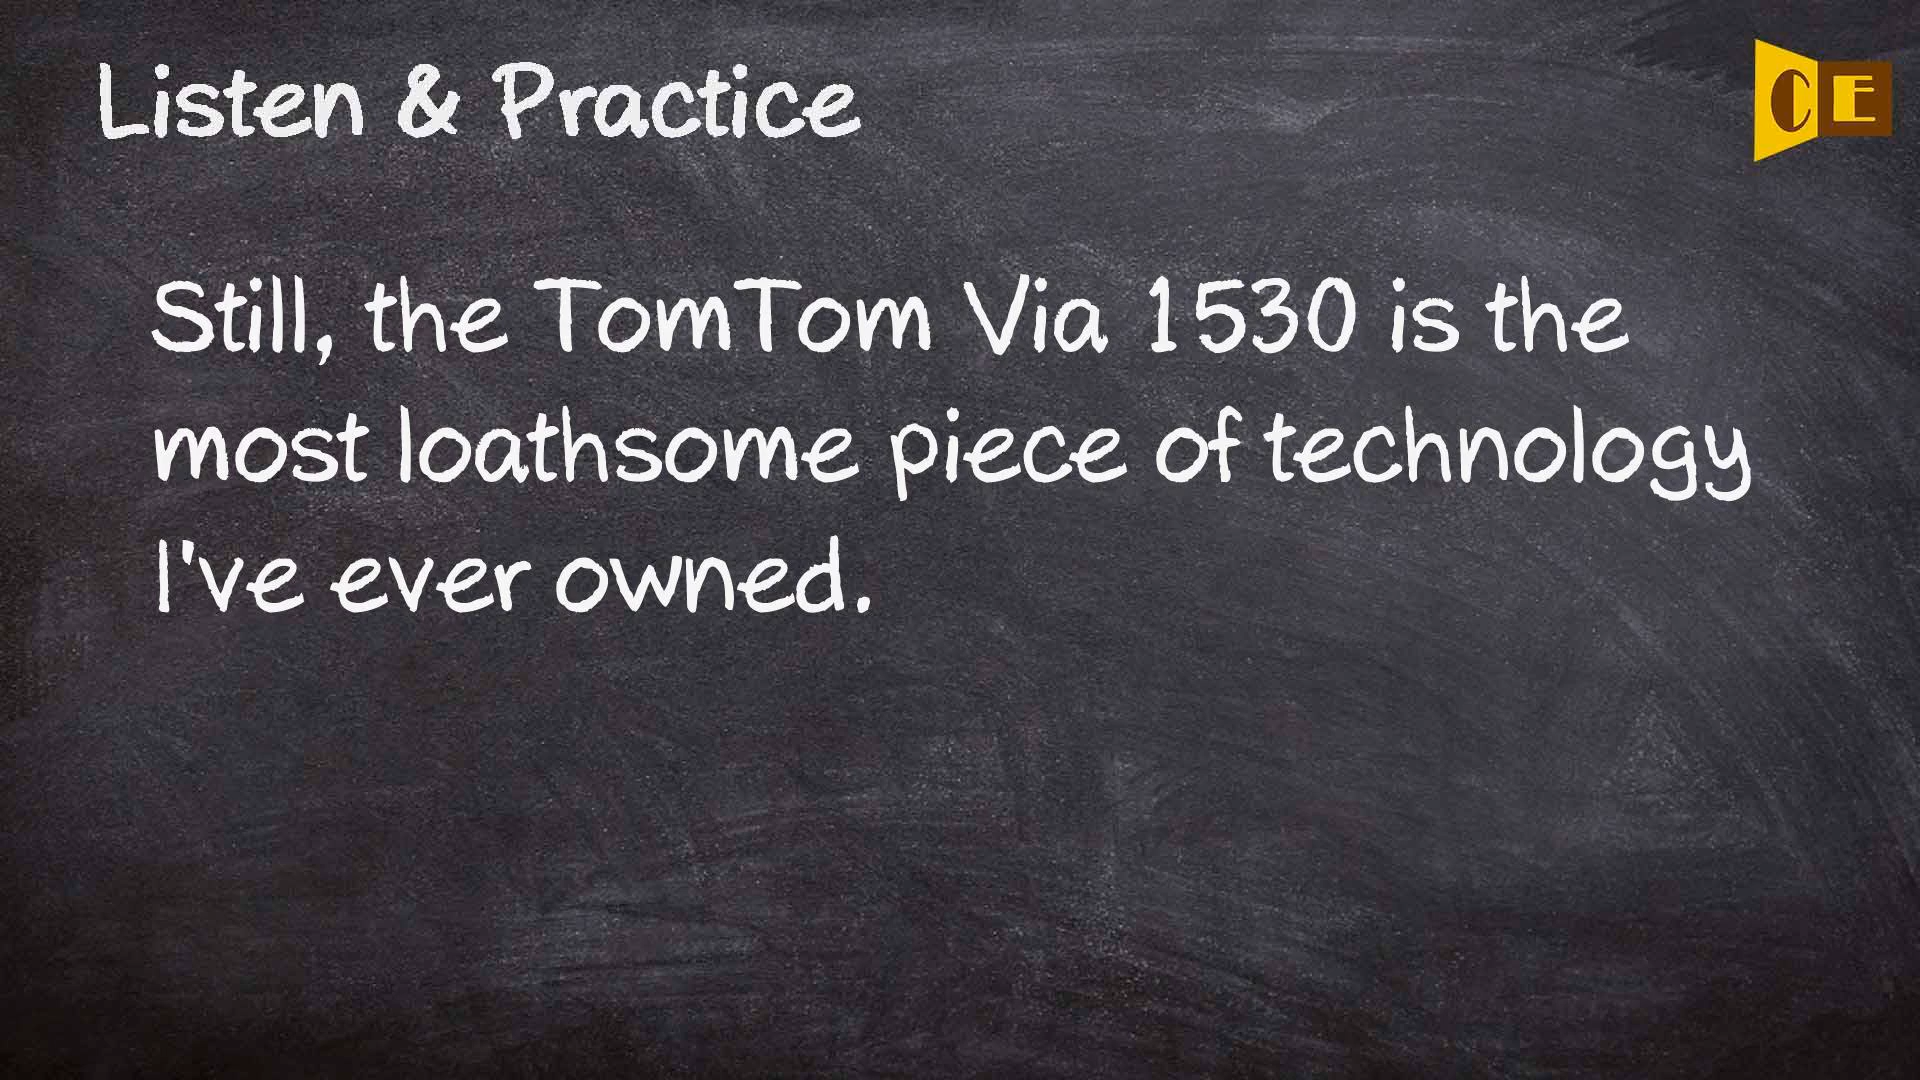 Listen & Practice
CE
Still, the TomTom Via 1530 is the
most loathsome piece of technology
I've ever owned.